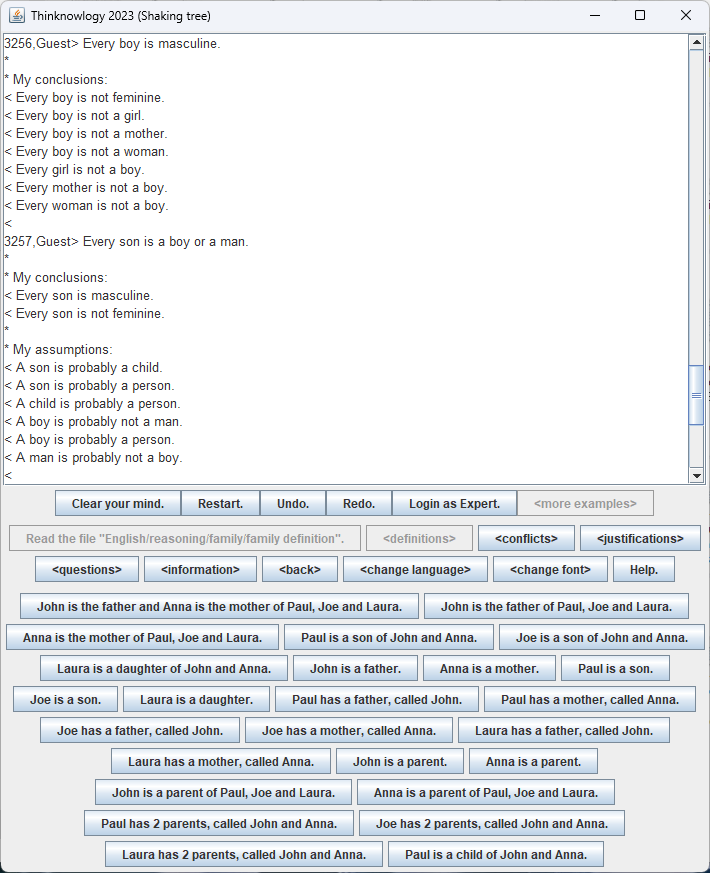 Thinknowlogy 2023 (Shaking tree)
3256,Guest> Every boy is masculine.
*
* My conclusions:
< Every boy is not feminine.
< Every boy is not a girl.
< Every boy is not a mother.
< Every boy is not a woman.
< Every girl is not a boy.
< Every mother is not a boy.
< Every woman is not a boy.
<
3257,Guest> Every son is a boy or a man.
*
* My conclusions:
< Every son is masculine.
< Every son is not feminine.
*
* My assumptions:
< A son is probably a child.
< A son is probably a person.
< A child is probably a person.
< A boy is probably not a man.
< A boy is probably a person.
< A man is probably not a boy.
<
Clear your mind. Restart. Undo. Redo. Login as Expert. <more examples>
Read the file "English/reasoning/family/family definition". <definitions> <conflicts> <justifications>
<questions> <information> <back> <change language> <change font> Help.
John is the father and Anna is the mother of Paul, Joe and Laura. John is the father of Paul, Joe and Laura.
Anna is the mother of Paul, Joe and Laura. Paul is a son of John and Anna. Joe is a son of John and Anna.
Laura is a daughter of John and Anna. John is a father. Anna is a mother. Paul is a son.
Joe is a son. Laura is a daughter. Paul has a father, called John. Paul has a mother, called Anna.
Joe has a father, called John. Joe has a mother, called Anna. Laura has a father, called John.
Laura has a mother, called Anna. John is a parent. Anna is a parent.
John is a parent of Paul, Joe and Laura. Anna is a parent of Paul, Joe and Laura.
Paul has 2 parents, called John and Anna. Joe has 2 parents, called John and Anna.
Laura has 2 parents, called John and Anna. Paul is a child of John and Anna.